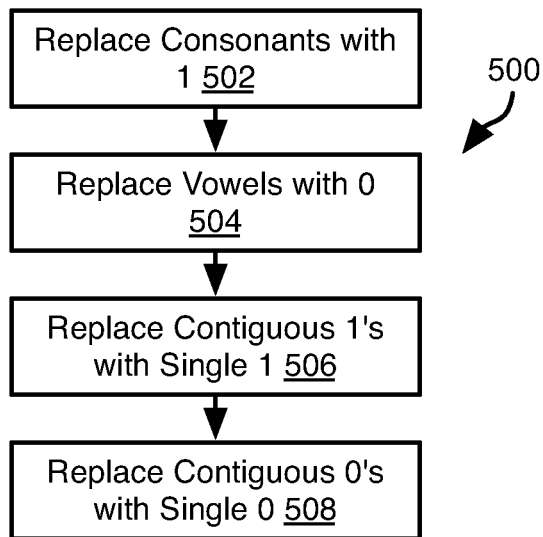 Replace Consonants with
1 502
500
Replace Vowels with 0
504
Replace Contiguous 1's
with Single 1 506
Replace Contiguous 0's
with Single 0 508